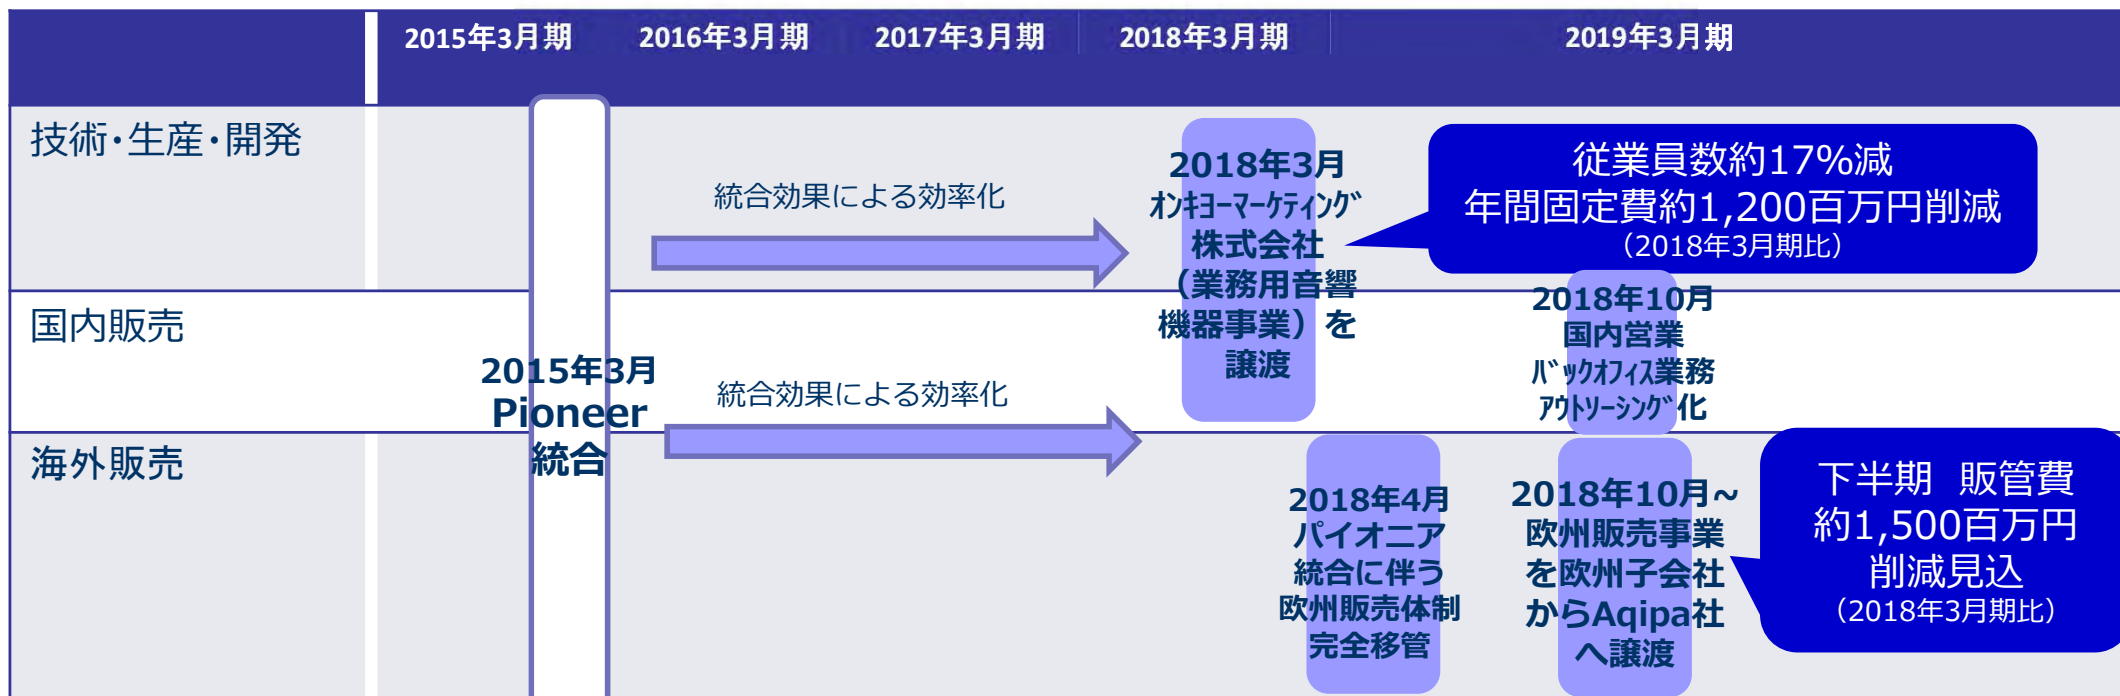 2015年3月期
2016年3月期
2017年3月期
2018年3月期
2019年3月期
技術･生産･開発
統合効果による効率化
2018年3月
ｵﾝｷﾖｰﾏｰｹﾃｨﾝｸﾞ
株式会社
（業務用音響
機器事業）を
譲渡
従業員数約17%減
年間固定費約1,200百万円削減
（2018年3月期比）
国内販売
2015年3月
Pioneer
統合
統合効果による効率化
2018年10月
国内営業
ﾊﾞｯｸｵﾌｨｽ業務
ｱｳﾄｿｰｼﾝｸﾞ化
海外販売
2018年4月
パイオニア
統合に伴う
欧州販売体制
完全移管
2018年10月~
欧州販売事業
を欧州子会社
からAqipa社
へ譲渡
下半期 販管費
約1,500百万円
削減見込
（2018年3月期比）